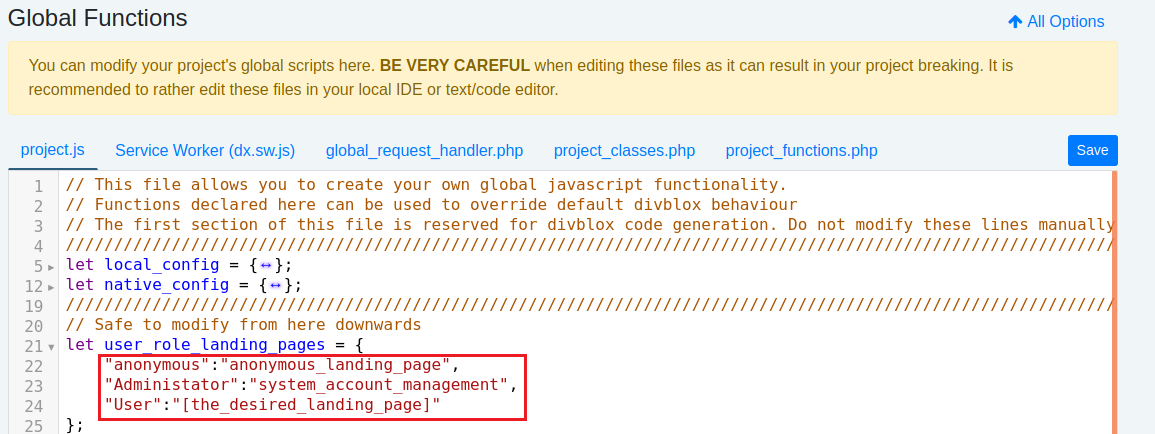 Global Functions
All Options
You can modify your project's global scripts here. BE VERY CAREFUL when editing these files as it can result in your project breaking. It is
recommended to rather edit these files in your local IDE or text/code editor.
project.js Service Worker (dx.sw.js) global_request_handler.php project_classes.php project_functions.php Save
1 // This file allows you to create your own global javascript functionality.
2 // Functions declared here can be used to override default divblox behaviour
3 // The first section of this file is reserved for divblox code generation. Do not modify these lines manually
4 /////////////////////////////////////////////////////////////////////////////////////////////////////////////
5 let local_config = {↔};
12 let native_config = {↔};
19 /////////////////////////////////////////////////////////////////////////////////////////////////////////////
20 // Safe to modify from here downwards
21 let user_role_landing_pages = {
22 "anonymous":"anonymous_landing_page",
23 "Administator":"system_account_management",
24 "User":"[the_desired_landing_page]"
25 };